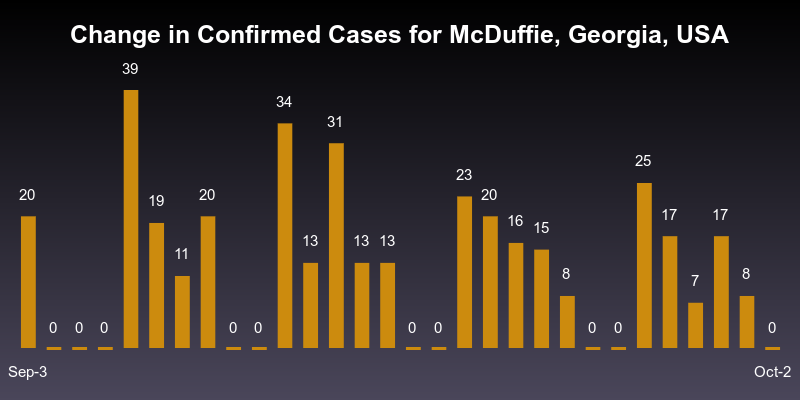 Change in Confirmed Cases for McDuffie, Georgia, USA
20 0 0 0 39 19 11 20 0 0 34 13 31 13 13 0 0 23 20 16 15 8 0 0 25 17 7 17 8 0
Sep-3 Oct-2